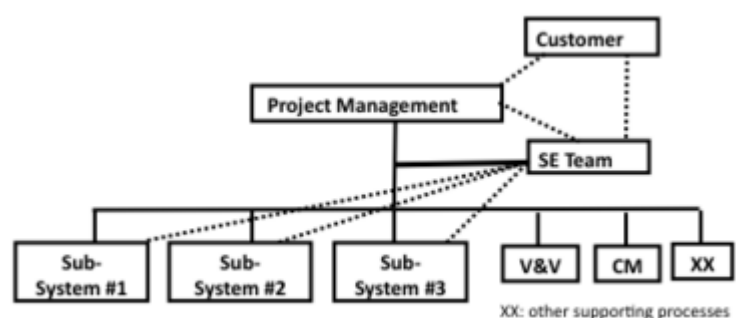 Customer
Project Management
SE Team
Sub-
System #1
Sub-
System #2
Sub-
System #3
V&V
CM
XX
XX: other supporting processes